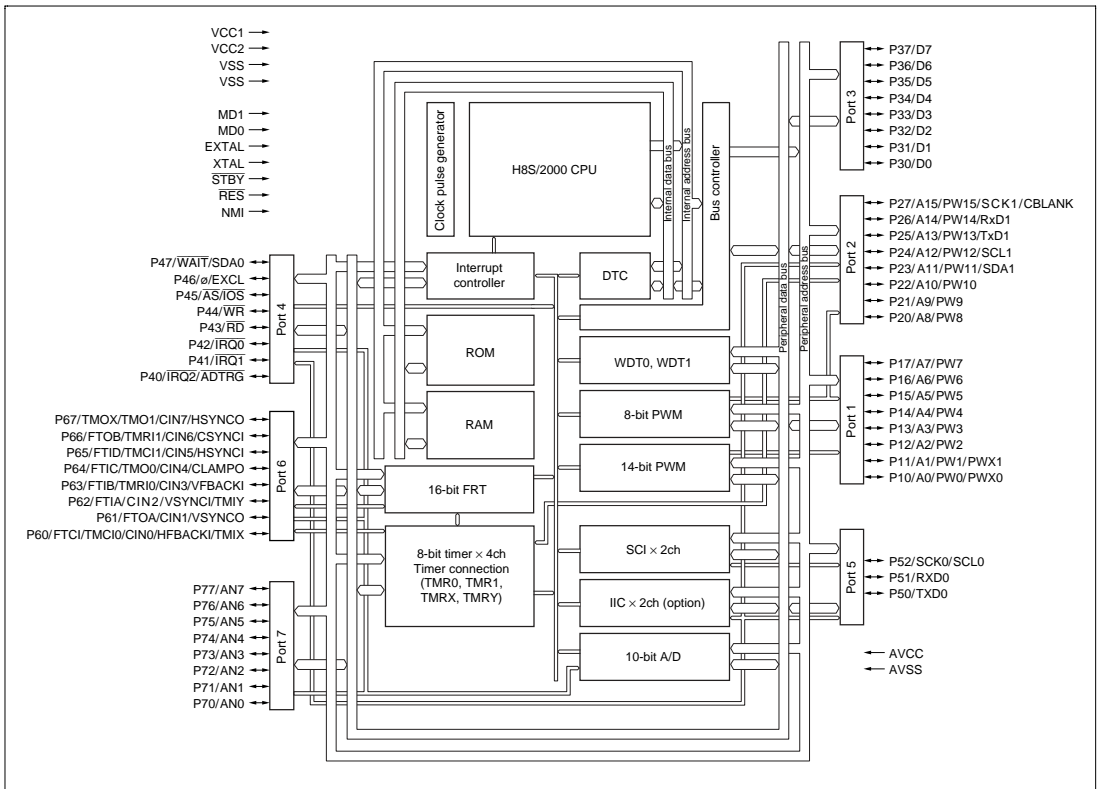 VCC1
VCC2
VSS
VSS
MD1
MD0
EXTAL
XTAL
STBY
RES
NMI
P47/WAIT/SDA0
P46/ø/EXCL
P45/AS/IOS
P44/WR
P43/RD
P42/IRQ0
P41/IRQ1
P40/IRQ2/ADTRG
Port 4
P67/TMOX/TMO1/CIN7/HSYNCO
P66/FTOB/TMRI1/CIN6/CSYNCI
P65/FTID/TMCI1/CIN5/HSYNCI
P64/FTIC/TMO0/CIN4/CLAMPO
P63/FTIB/TMRI0/CIN3/VFBACKI
P62/FTIA/CIN2/VSYNCI/TMIY
P61/FTOA/CIN1/VSYNCO
P60/FTCI/TMCI0/CIN0/HFBACKI/TMIX
Port 6
P77/AN7
P76/AN6
P75/AN5
P74/AN4
P73/AN3
P72/AN2
P71/AN1
P70/AN0
Port 7
Clock pulse generator
H8S/2000 CPU
Interrupt
controller
ROM
RAM
16-bit FRT
8-bit timer × 4ch
Timer connection
(TMR0, TMR1,
TMRX, TMRY)
Internal data bus
Internal address bus
Bus controller
DTC
WDT0, WDT1
8-bit PWM
14-bit PWM
SCI × 2ch
IIC × 2ch (option)
10-bit A/D
Peripheral data bus
Peripheral address bus
Port 3
P37/D7
P36/D6
P35/D5
P34/D4
P33/D3
P32/D2
P31/D1
P30/D0
Port 2
P27/A15/PW15/SCK1/CBLANK
P26/A14/PW14/RxD1
P25/A13/PW13/TxD1
P24/A12/PW12/SCL1
P23/A11/PW11/SDA1
P22/A10/PW10
P21/A9/PW9
P20/A8/PW8
Port 1
P17/A7/PW7
P16/A6/PW6
P15/A5/PW5
P14/A4/PW4
P13/A3/PW3
P12/A2/PW2
P11/A1/PW1/PWX1
P10/A0/PW0/PWX0
Port 5
P52/SCK0/SCL0
P51/RXD0
P50/TXD0
AVCC
AVSS